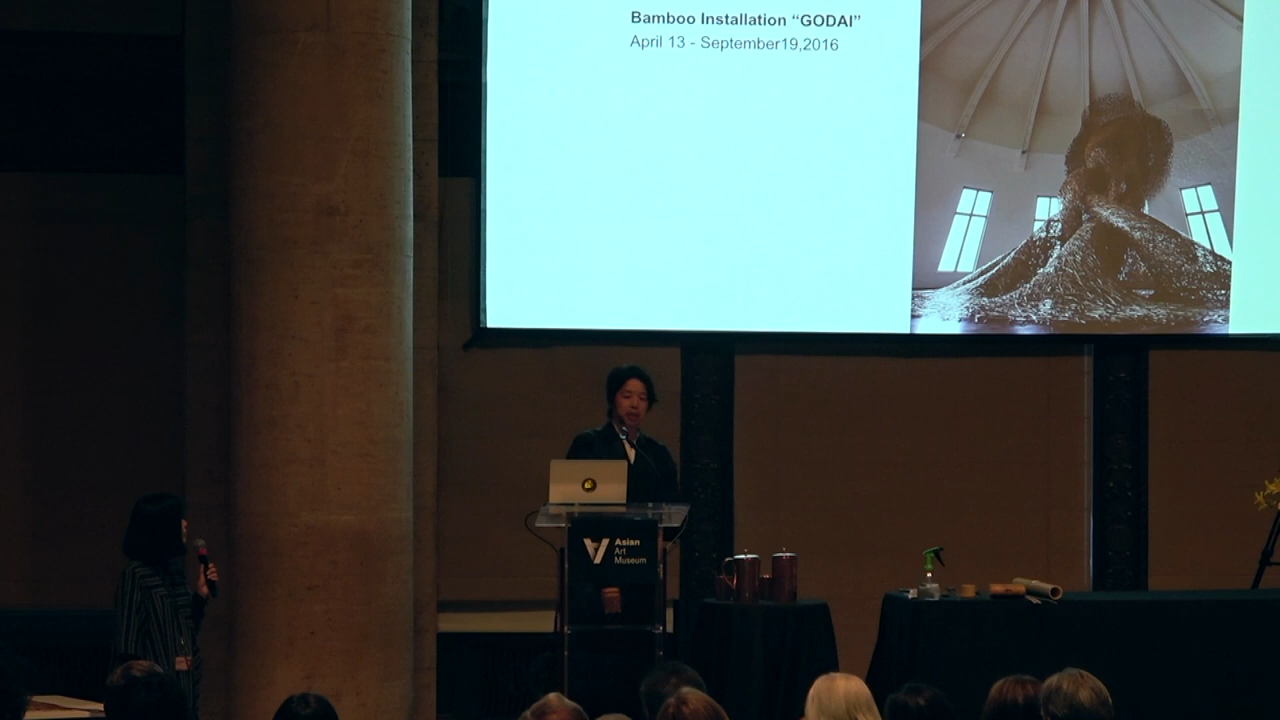 Bamboo Installation “GODAI”
April 13 - September19,2016
Asian
Art
Museum